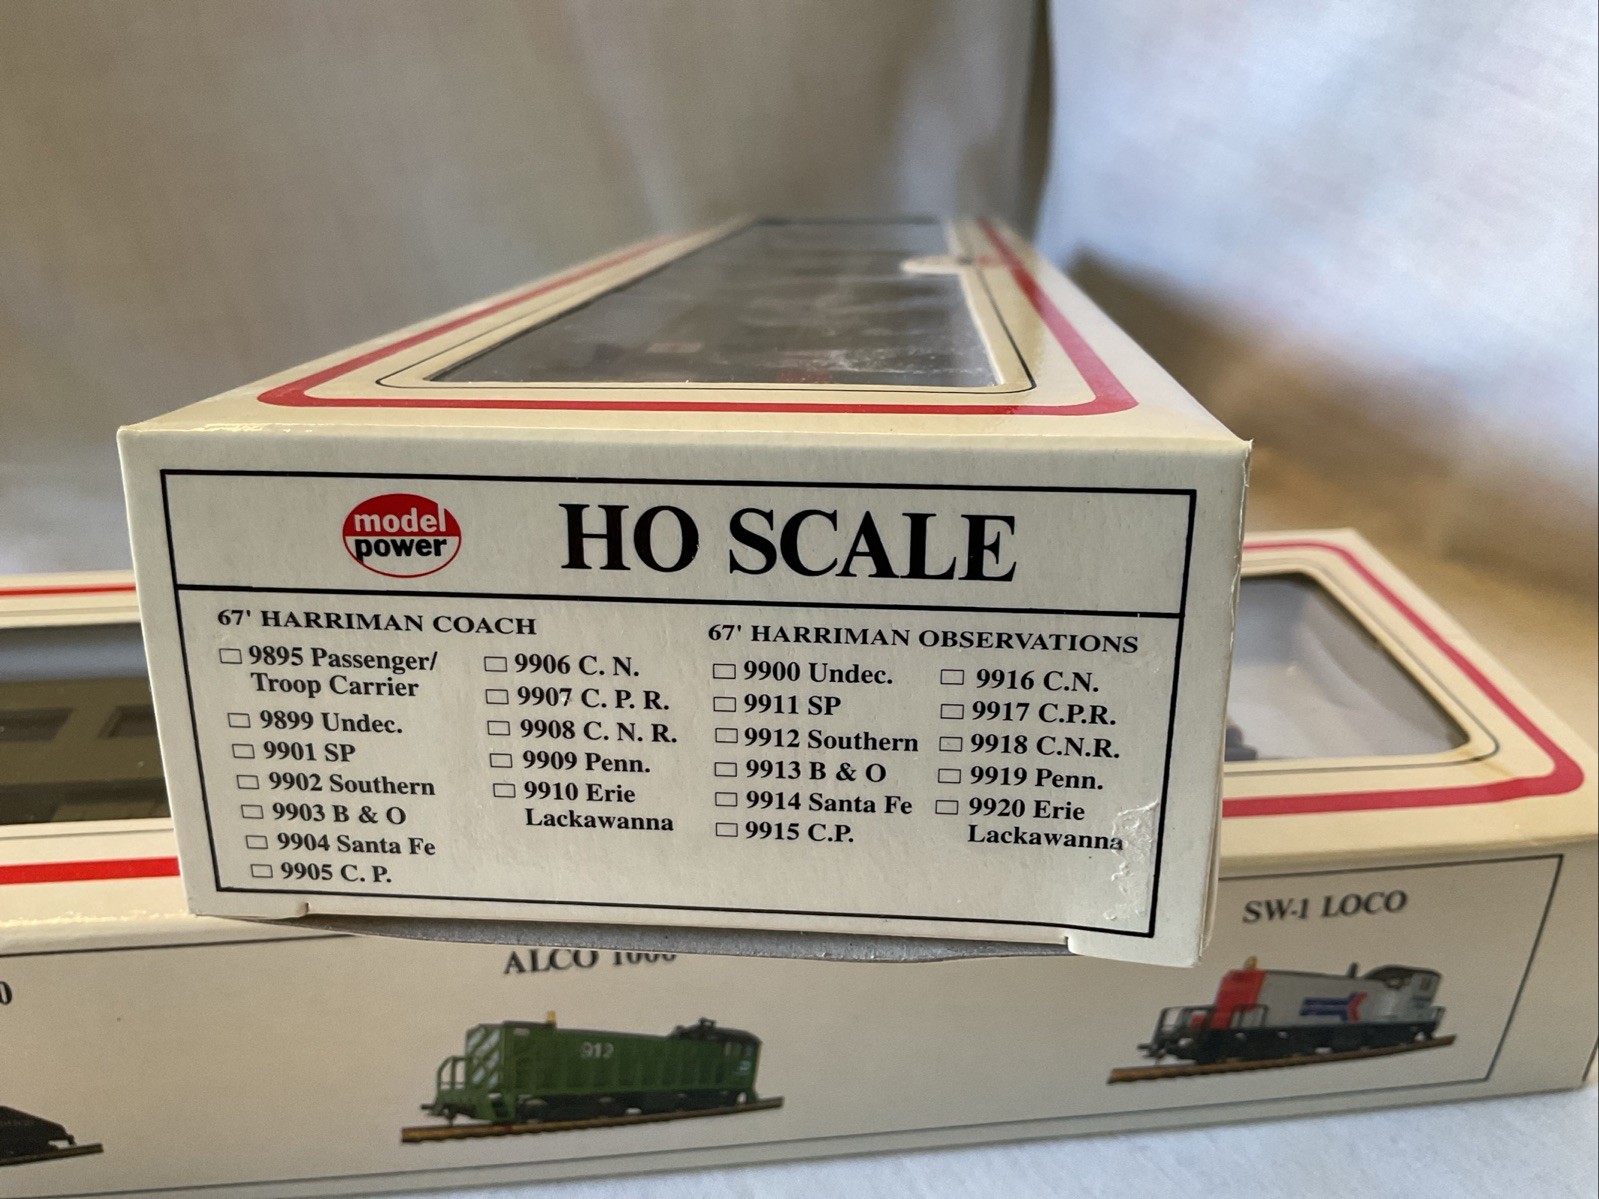 model
power
HO SCALE
67' HARRIMAN COACH
9895 Passenger/
Troop Carrier
9899 Undec.
9901 SP
9902 Southern
9903 B & O
9904 Santa Fe
9905 C. P.
9906 C. N.
9907 C. P. R.
9908 C. N. R.
9909 Penn.
9910 Erie
Lackawanna
67' HARRIMAN OBSERVATIONS
9900 Undec.
9911 SP
9912 Southern
9913 B & O
9914 Santa Fe
9915 C.P.
9916 C.N.
9917 C.P.R.
9918 C.N.R.
9919 Penn.
9920 Erie
Lackawanna
ALCO 1000
912
SW-1 LOCO